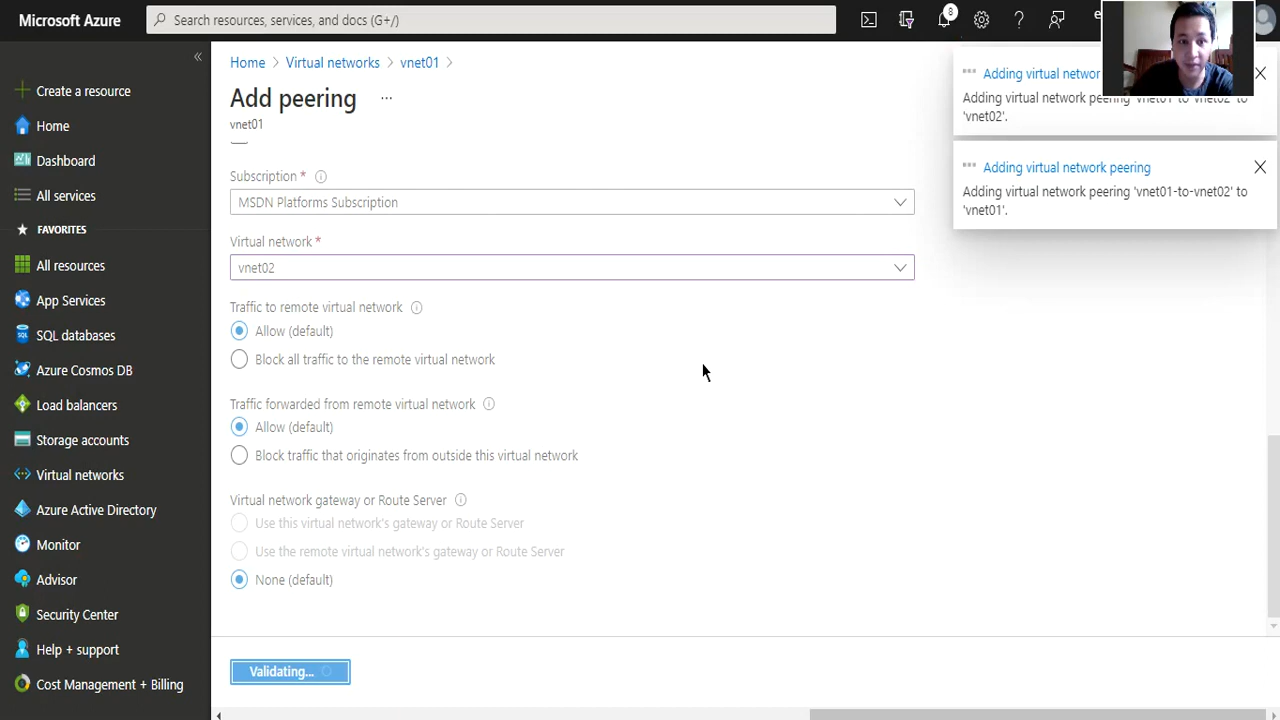 Microsoft Azure
Search resources, services, and docs (G+/)
8
e
«
Create a resource
Home
Dashboard
All services
FAVORITES
All resources
App Services
SQL databases
Azure Cosmos DB
Load balancers
Storage accounts
Virtual networks
Azure Active Directory
Monitor
Advisor
Security Center
Help + support
Cost Management + Billing
Home > Virtual networks > vnet01 >
Add peering ...
vnet01
Subscription *
MSDN Platforms Subscription
Virtual network *
vnet02
Traffic to remote virtual network
Allow (default)
Block all traffic to the remote virtual network
Traffic forwarded from remote virtual network
Allow (default)
Block traffic that originates from outside this virtual network
Virtual network gateway or Route Server
Use this virtual network's gateway or Route Server
Use the remote virtual network's gateway or Route Server
None (default)
Validating...
Adding virtual networ
Adding virtual network peering 'vnet01-to-vnet02' to
'vnet02'.
Adding virtual network peering
Adding virtual network peering 'vnet01-to-vnet02' to
'vnet01'.